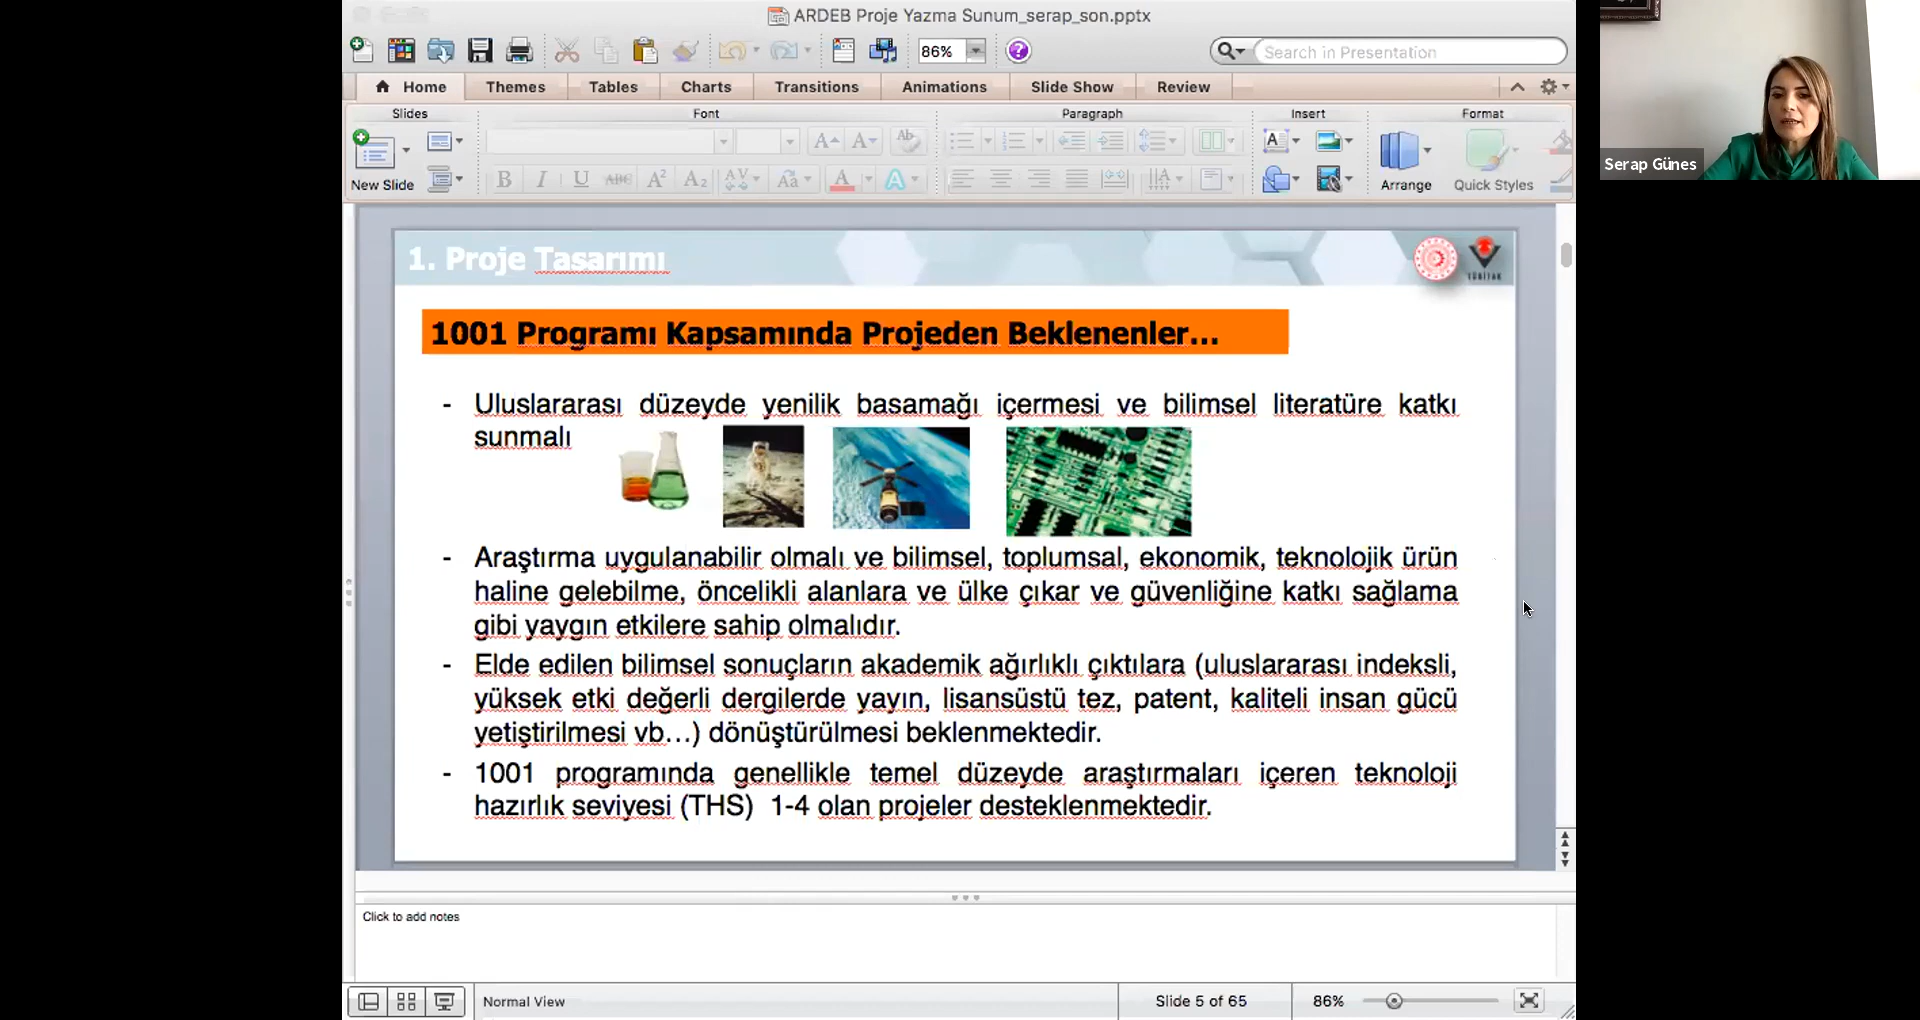 ARDEB Proje Yazma Sunum_serap_son.pptx
86%
Search in Presentation
Home Themes Tables Charts Transitions Animations Slide Show Review
Slides Font Paragraph Insert Format
New Slide
Arrange Quick Styles
Serap Günes
1. Proje Tasarımı
TÜBİTAK
1001 Programı Kapsamında Projeden Beklenenler...
- Uluslararası düzeyde yenilik basamağı içermesi ve bilimsel literatüre katkı
sunmalı
- Araştırma uygulanabilir olmalı ve bilimsel, toplumsal, ekonomik, teknolojik ürün
haline gelebilme, öncelikli alanlara ve ülke çıkar ve güvenliğine katkı sağlama
gibi yaygın etkilere sahip olmalıdır.
- Elde edilen bilimsel sonuçların akademik ağırlıklı çıktılara (uluslararası indeksli,
yüksek etki değerli dergilerde yayın, lisansüstü tez, patent, kaliteli insan gücü
yetiştirilmesi vb...) dönüştürülmesi beklenmektedir.
- 1001 programında genellikle temel düzeyde araştırmaları içeren teknoloji
hazırlık seviyesi (THS) 1-4 olan projeler desteklenmektedir.
Click to add notes
Normal View
Slide 5 of 65
86%